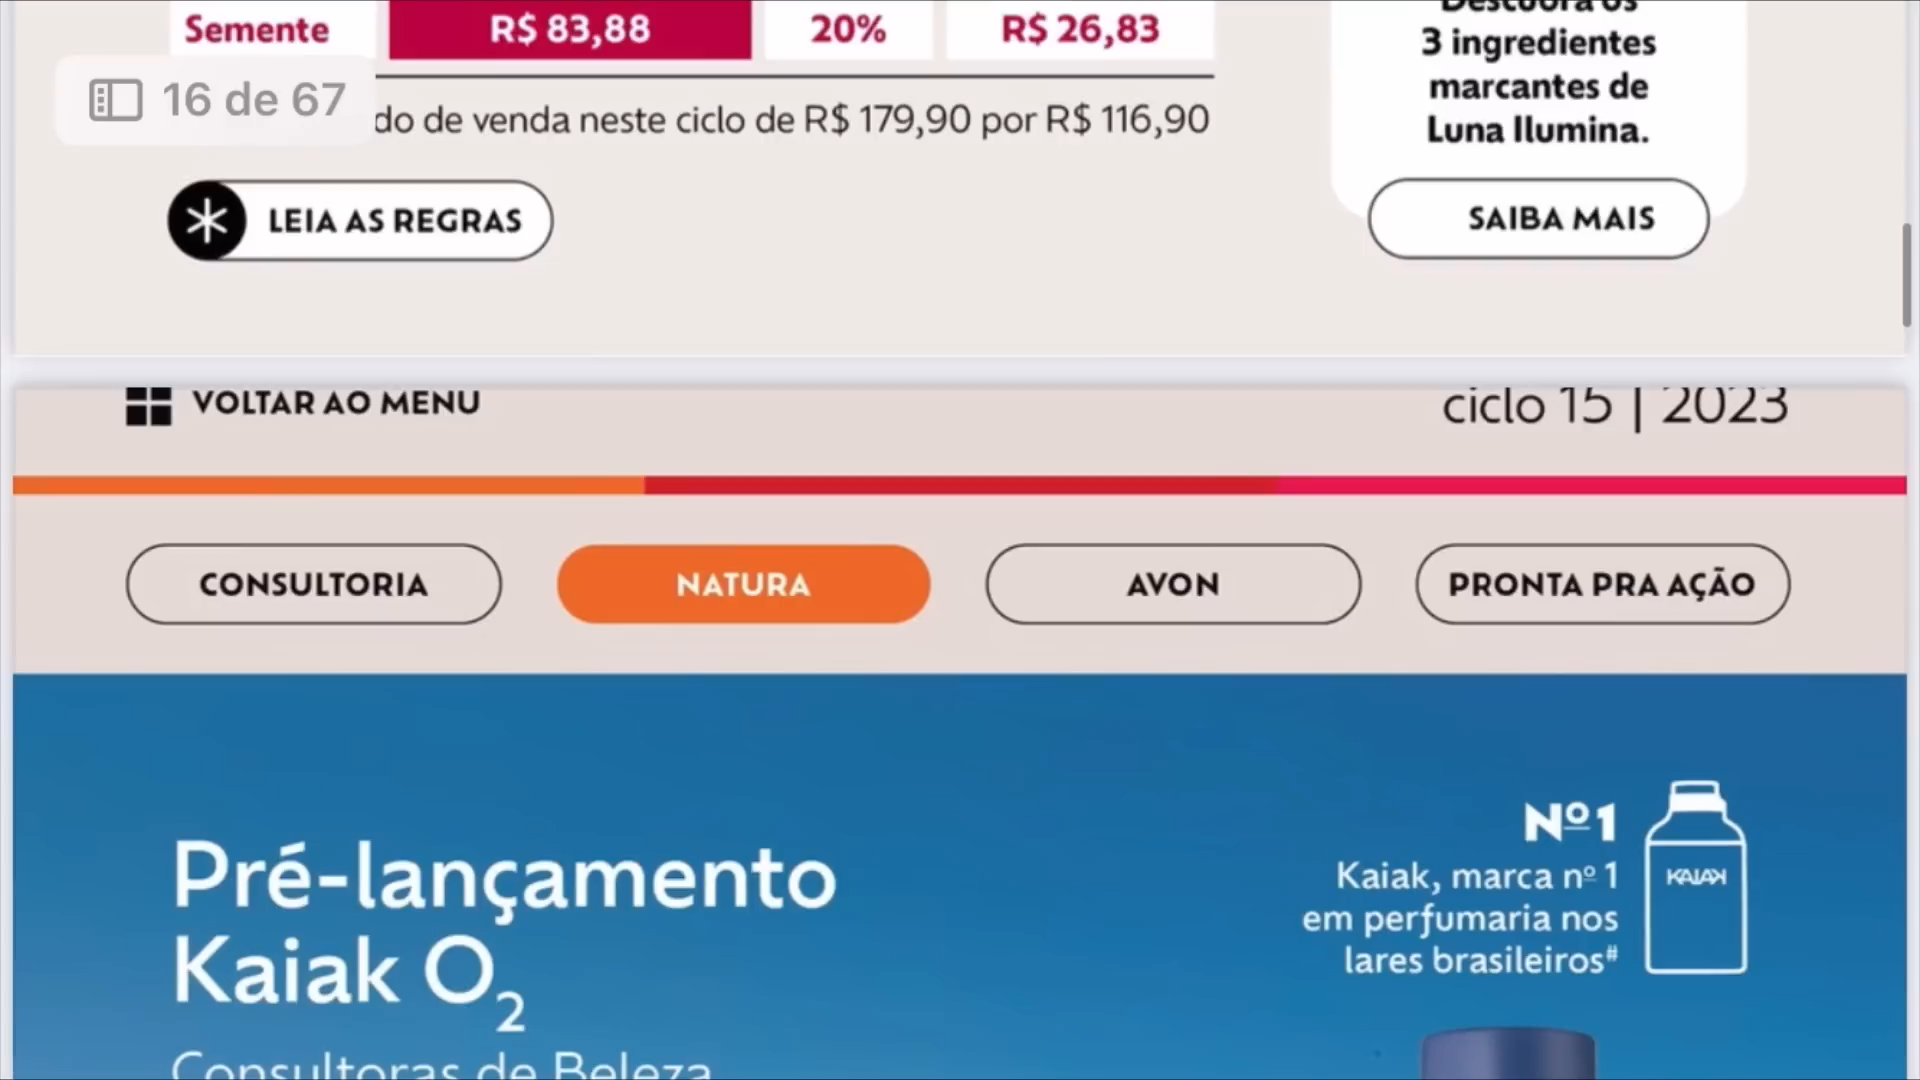 Semente R$ 83,88 20% R$ 26,83
16 de 67
do de venda neste ciclo de R$ 179,90 por R$ 116,90
LEIA AS REGRAS
Descubra os
3 ingredientes
marcantes de
Luna Ilumina.
SAIBA MAIS
VOLTAR AO MENU
ciclo 15 | 2023
CONSULTORIA
NATURA
AVON
PRONTA PRA AÇÃO
Pré-lançamento
Kaiak O₂
Consultoras de Beleza
Nº1
Kaiak, marca nº 1
em perfumaria nos
lares brasileiros#
KAIAK